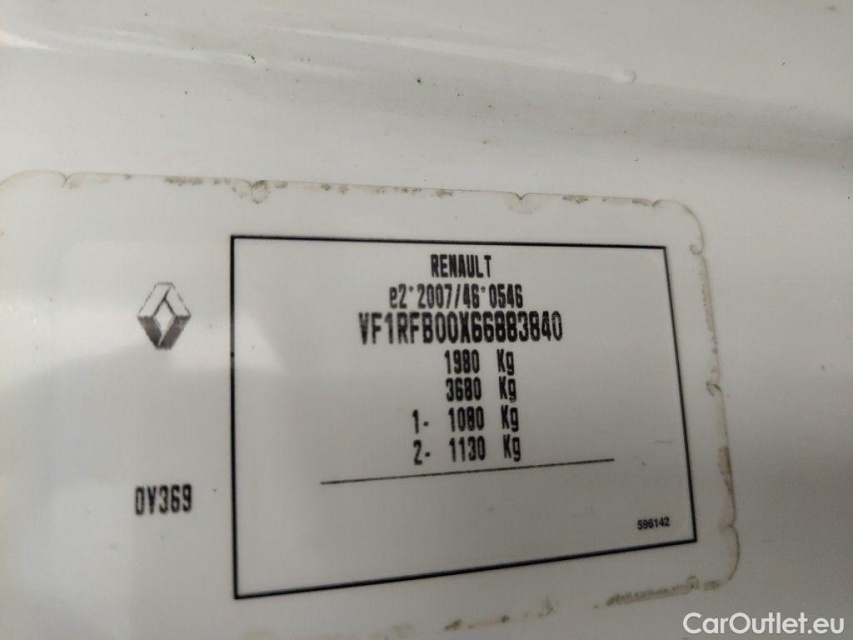 RENAULT
e2*2007/46*0546
VF1RFB00X66883840
1980 Kg
3680 Kg
1- 1080 Kg
2- 1130 Kg
0V369
596142
CarOutlet.eu